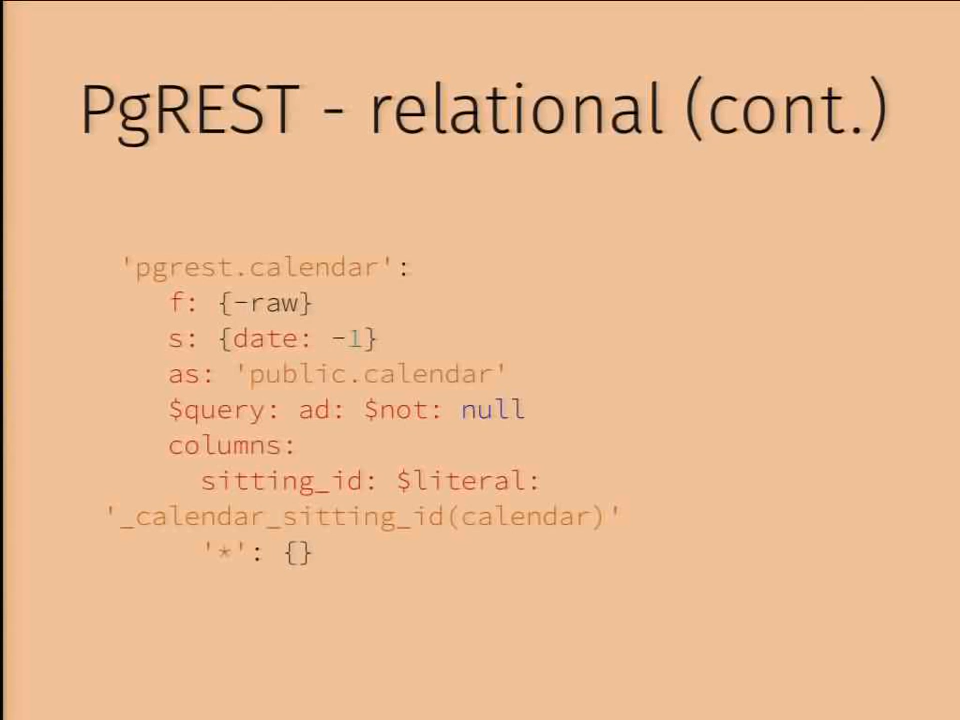 PgREST - relational (cont.)
'pgrest.calendar':
f: {-raw}
s: {date: -1}
as: 'public.calendar'
$query: ad: $not: null
columns:
sitting_id: $literal:
'_calendar_sitting_id(calendar)'
'*': {}